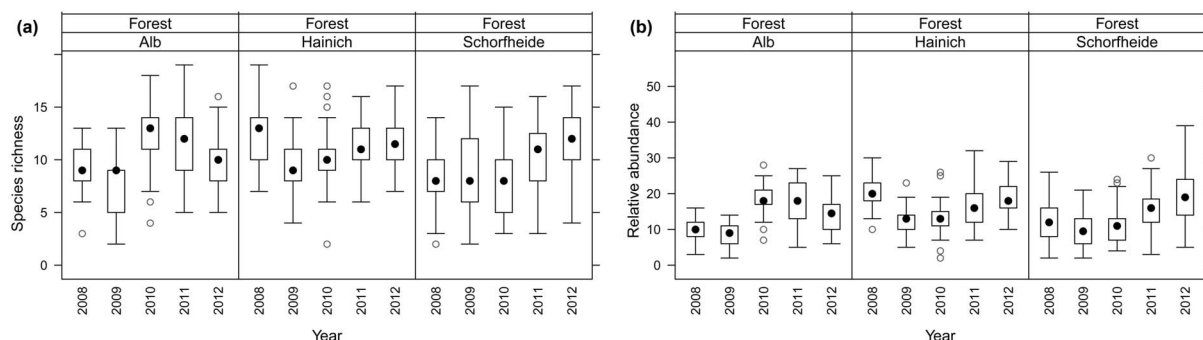 (a)
Forest Forest Forest
Alb Hainich Schorfheide
Species richness
15
10
5
0
2008 2009 2010 2011 2012 2008 2009 2010 2011 2012 2008 2009 2010 2011 2012
Year
(b)
Forest Forest Forest
Alb Hainich Schorfheide
Relative abundance
50
40
30
20
10
0
2008 2009 2010 2011 2012 2008 2009 2010 2011 2012 2008 2009 2010 2011 2012
Year